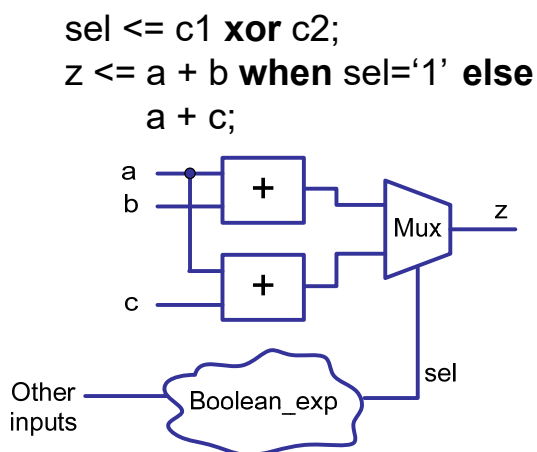 sel <= c1 xor c2;
z <= a + b when sel=‘1’ else
a + c;
a
b
+
Mux
z
+
c
sel
Other
inputs
Boolean_exp